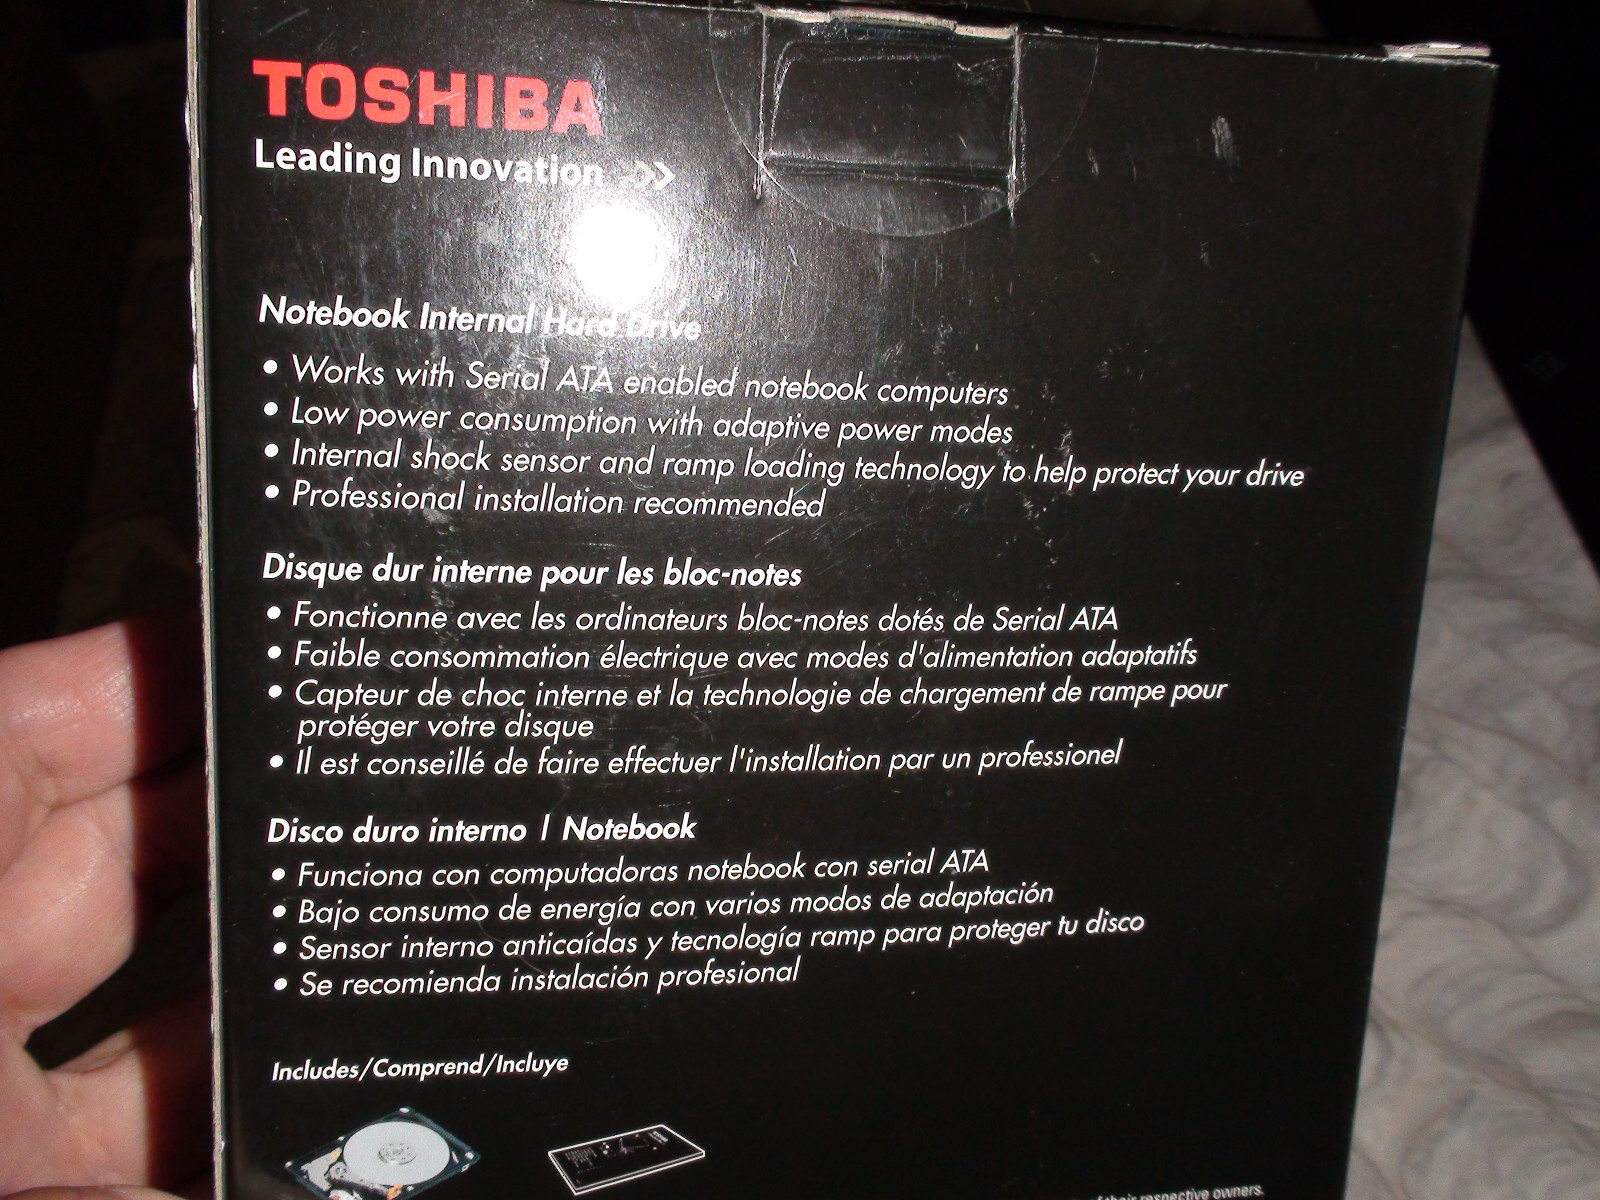 TOSHIBA
Leading Innovation >>>
Notebook Internal Hard Drive
• Works with Serial ATA enabled notebook computers
• Low power consumption with adaptive power modes
• Internal shock sensor and ramp loading technology to help protect your drive
• Professional installation recommended
Disque dur interne pour les bloc-notes
• Fonctionne avec les ordinateurs bloc-notes dotés de Serial ATA
• Faible consommation électrique avec modes d'alimentation adaptatifs
• Capteur de choc interne et la technologie de chargement de rampe pour
protéger votre disque
• Il est conseillé de faire effectuer l'installation par un professionel
Disco duro interno / Notebook
• Funciona con computadoras notebook con serial ATA
• Bajo consumo de energía con varios modos de adaptación
• Sensor interno anticaídas y tecnología ramp para proteger tu disco
• Se recomienda instalación profesional
Includes/Comprend/Incluye
of their respective owners.